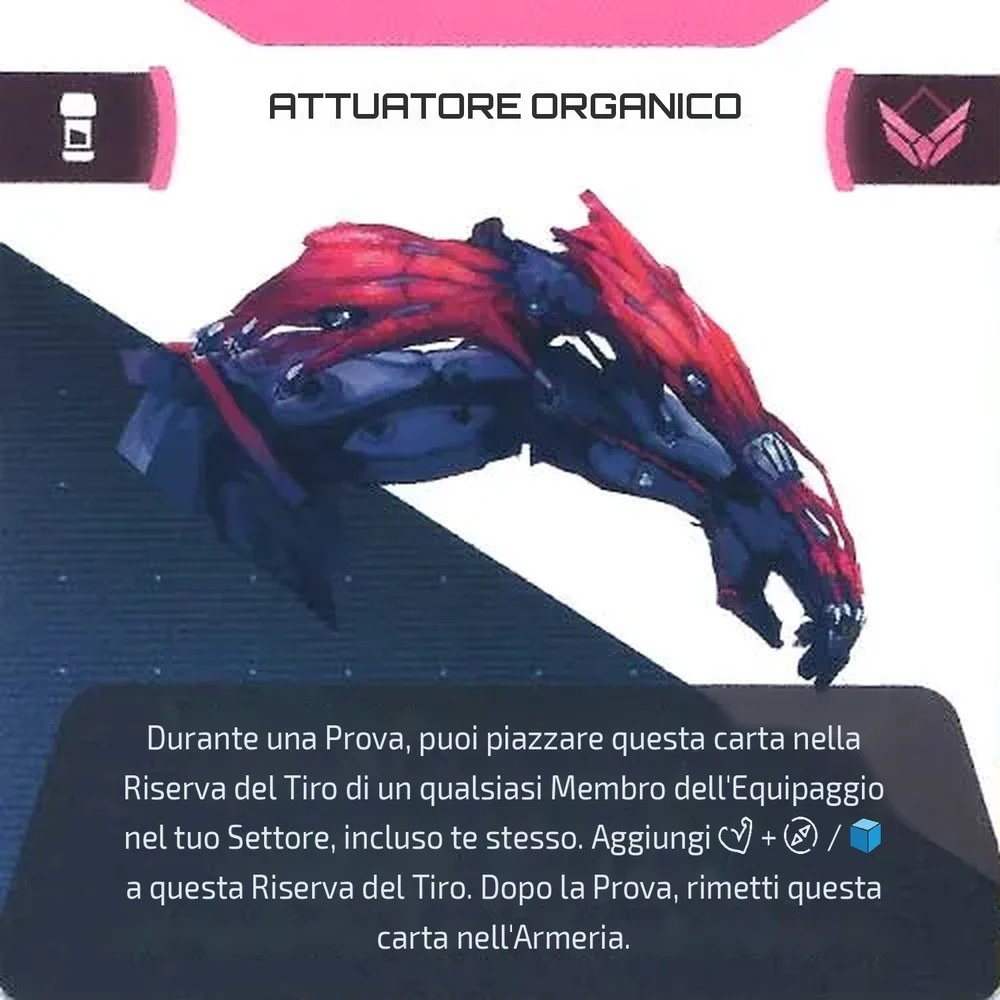 ATTUATORE ORGANICO
Durante una Prova, puoi piazzare questa carta nella
Riserva del Tiro di un qualsiasi Membro dell'Equipaggio
nel tuo Settore, incluso te stesso. Aggiungi + /
a questa Riserva del Tiro. Dopo la Prova, rimetti questa
carta nell'Armeria.